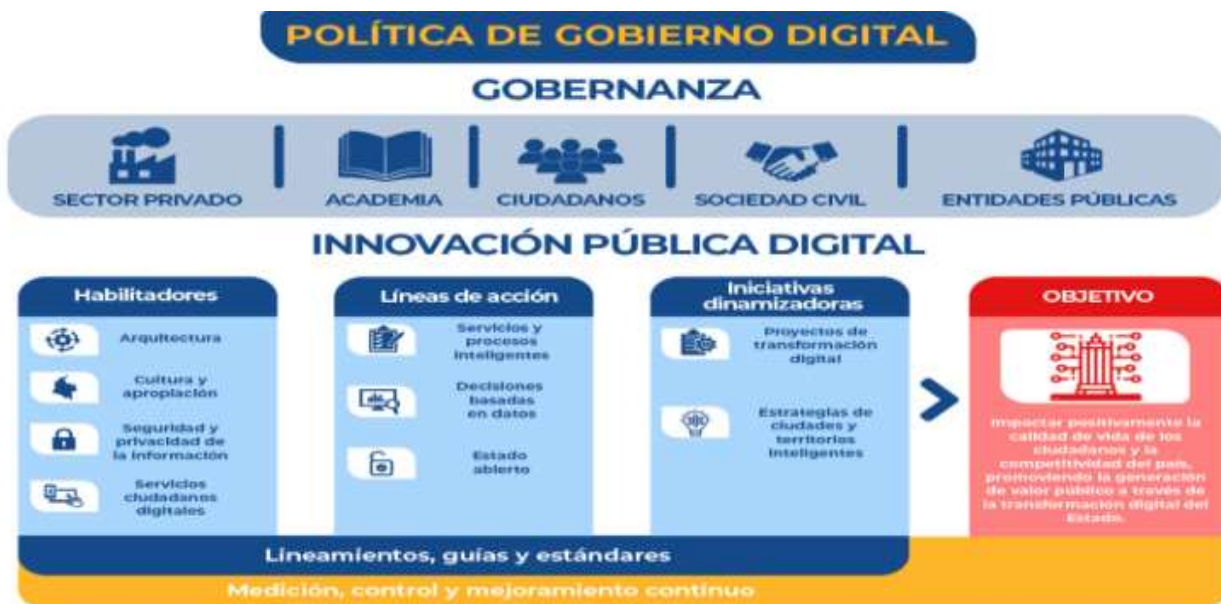 POLÍTICA DE GOBIERNO DIGITAL
GOBERNANZA
SECTOR PRIVADO
ACADEMIA
CIUDADANOS
SOCIEDAD CIVIL
ENTIDADES PÚBLICAS
INNOVACIÓN PÚBLICA DIGITAL
Habilitadores
Arquitectura
Cultura y
apropiación
Seguridad y
privacidad de
la información
Servicios
ciudadanos
digitales
Líneas de acción
Servicios y
procesos
inteligentes
Decisiones
basadas
en datos
Estado
abierto
Iniciativas
dinamizadoras
Proyectos de
transformación
digital
Estrategias de
ciudades y
territorios
inteligentes
OBJETIVO
Impactar positivamente la
calidad de vida de los
ciudadanos y la
competitividad del país,
promoviendo la generación
de valor público a través de
la transformación digital del
Estado.
Lineamientos, guías y estándares
Medición, control y mejoramiento continuo